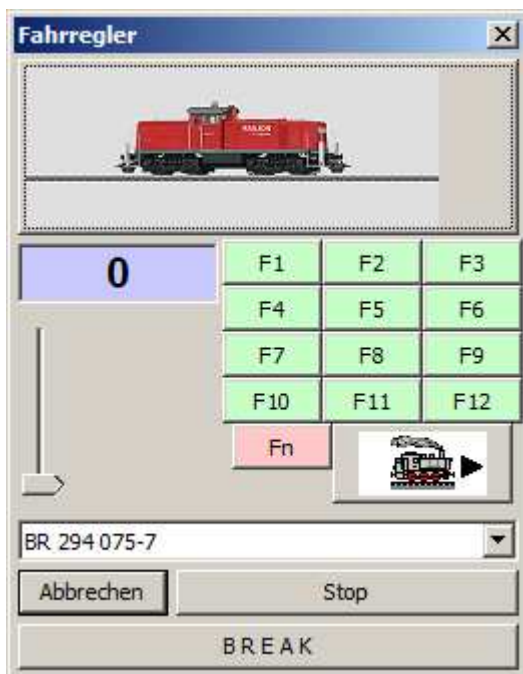 Fahrregler
RAILION
0
F1 F2 F3
F4 F5 F6
F7 F8 F9
F10 F11 F12
Fn
BR 294 075-7
Abbrechen Stop
BREAK